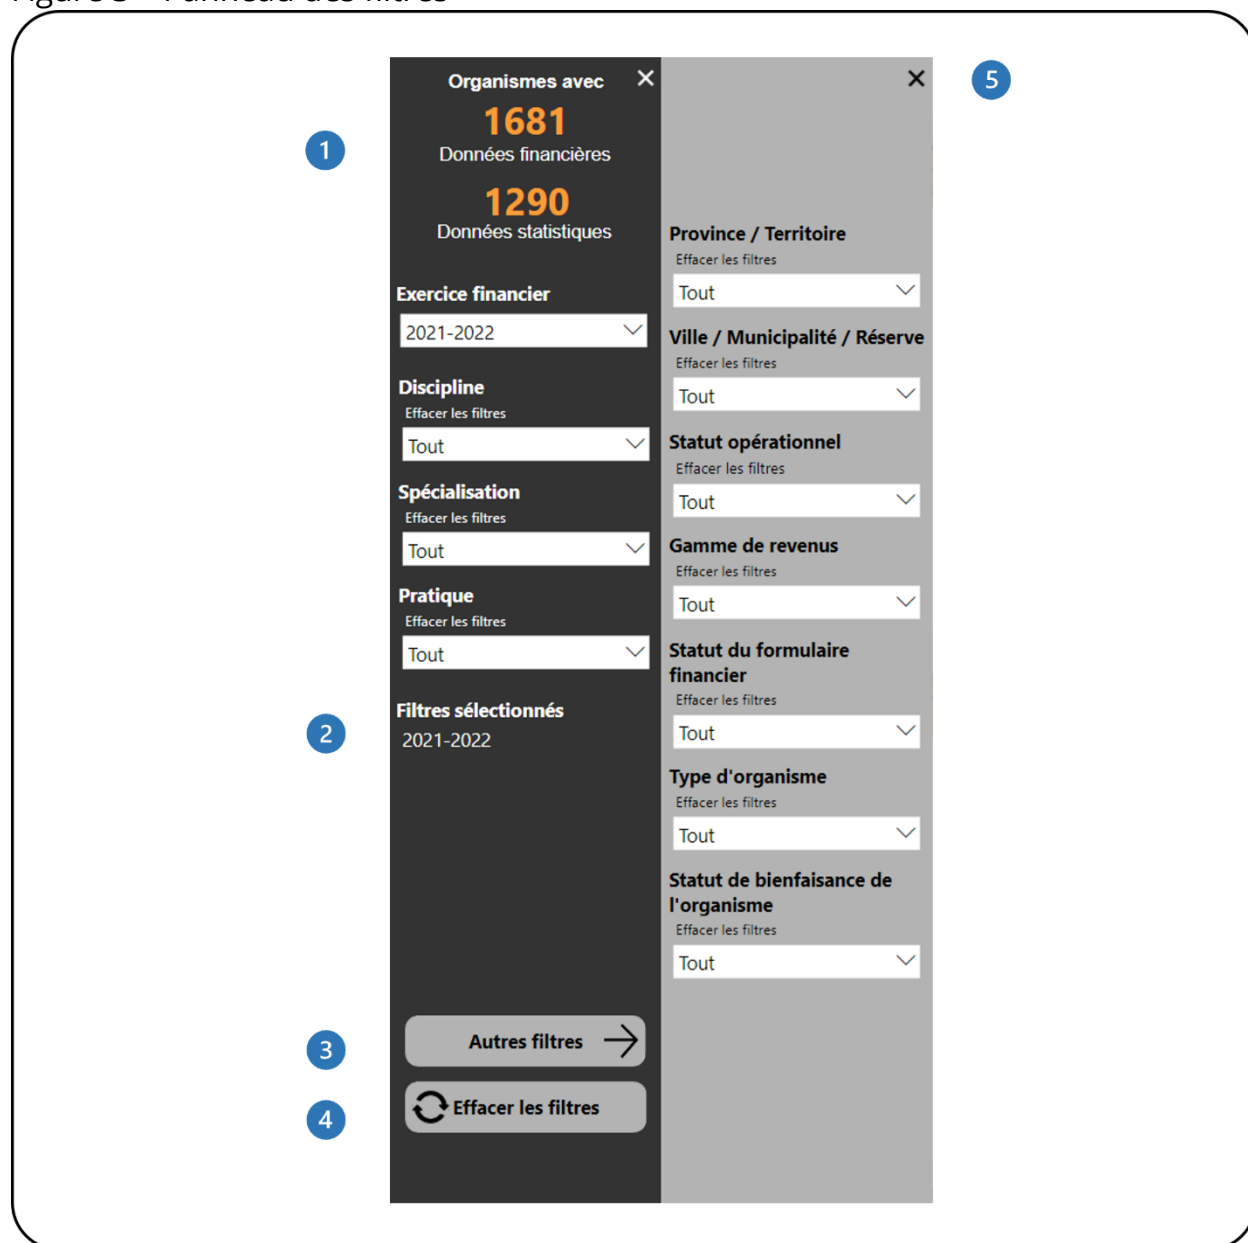 Organismes avec
1681
Données financières
1290
Données statistiques
Exercice financier
2021-2022
Discipline
Effacer les filtres
Tout
Spécialisation
Effacer les filtres
Tout
Pratique
Effacer les filtres
Tout
Filtres sélectionnés
2021-2022
Autres filtres
Effacer les filtres
Province / Territoire
Effacer les filtres
Tout
Ville / Municipalité / Réserve
Effacer les filtres
Tout
Statut opérationnel
Effacer les filtres
Tout
Gamme de revenus
Effacer les filtres
Tout
Statut du formulaire
financier
Effacer les filtres
Tout
Type d'organisme
Effacer les filtres
Tout
Statut de bienfaisance de
l'organisme
Effacer les filtres
Tout
1
2
3
4
5